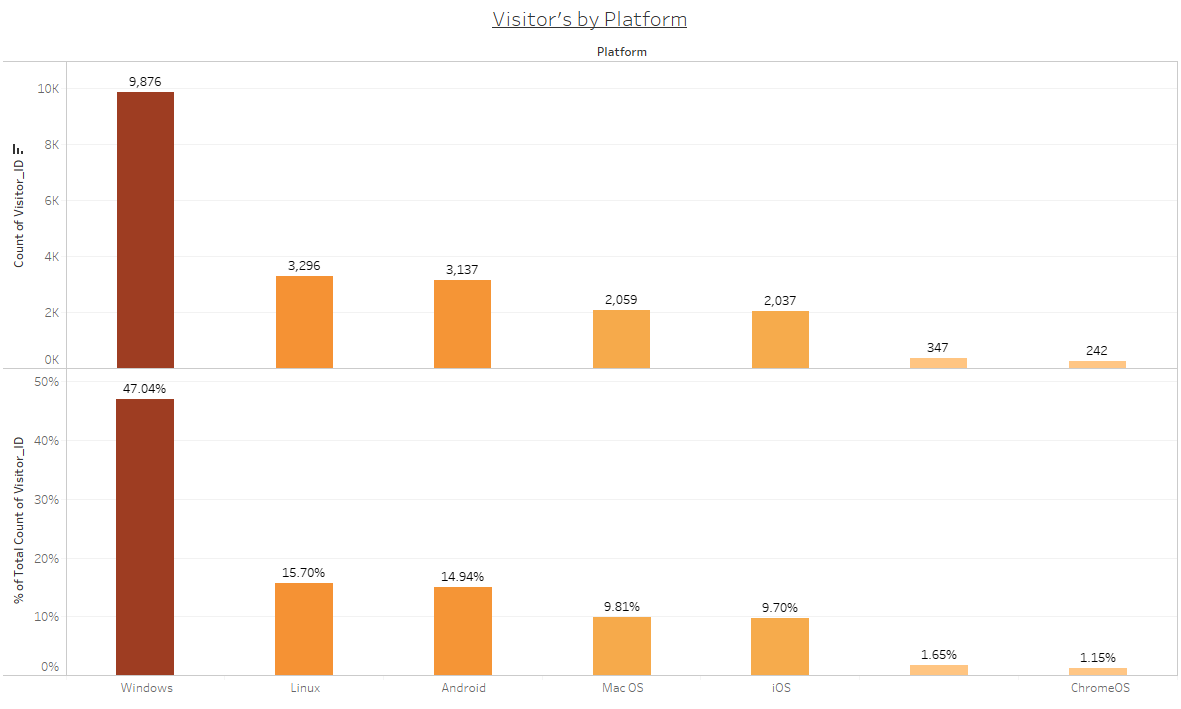 Visitor's by Platform
Platform
Count of Visitor_ID
10K
8K
6K
4K
2K
0K
9,876
3,296
3,137
2,059
2,037
347
242
% of Total Count of Visitor_ID
50%
40%
30%
20%
10%
0%
47.04%
15.70%
14.94%
9.81%
9.70%
1.65%
1.15%
Windows
Linux
Android
Mac OS
iOS
ChromeOS